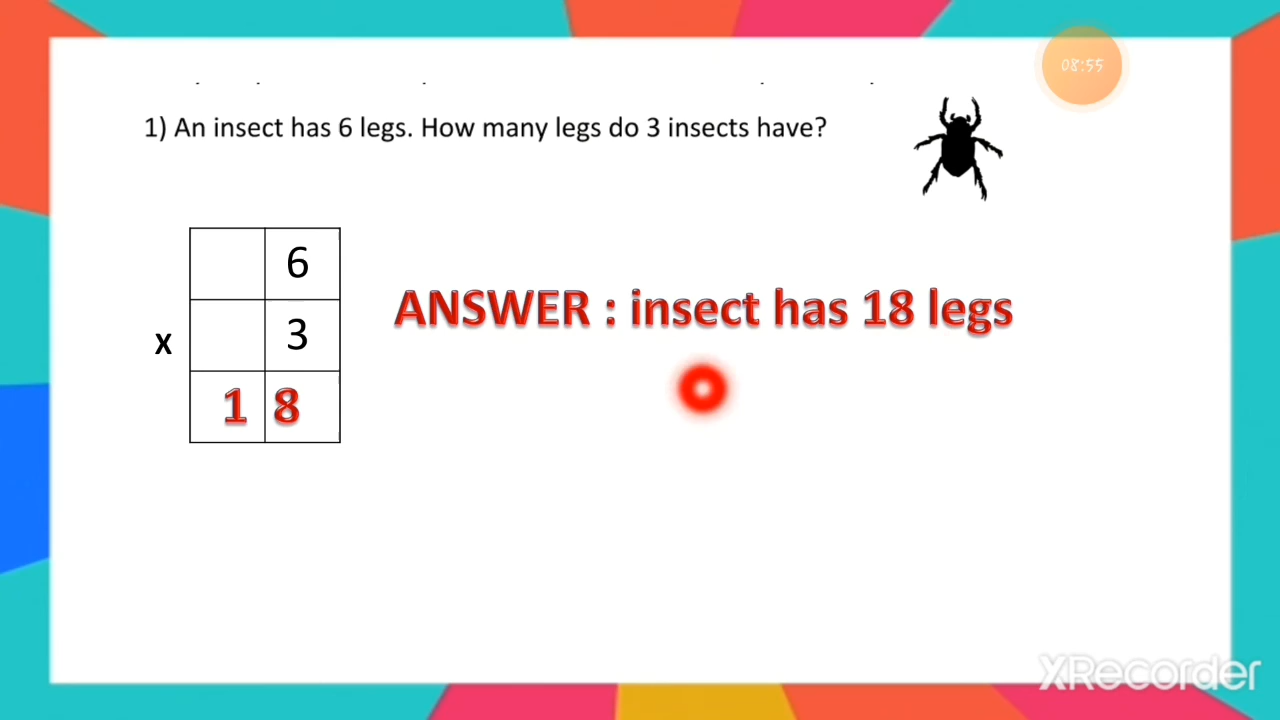 08:55
1) An insect has 6 legs. How many legs do 3 insects have?
6
x 3
1 8
ANSWER : insect has 18 legs
XRecorder